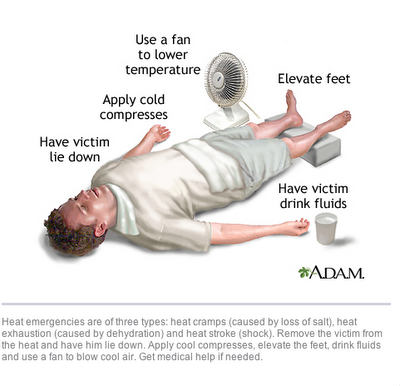 Use a fan
to lower
temperature
Elevate feet
Apply cold
compresses
Have victim
lie down
Have victim
drink fluids
A.D.A.M.
Heat emergencies are of three types: heat cramps (caused by loss of salt), heat
exhaustion (caused by dehydration) and heat stroke (shock). Remove the victim from
the heat and have him lie down. Apply cool compresses, elevate the feet, drink fluids
and use a fan to blow cool air. Get medical help if needed.